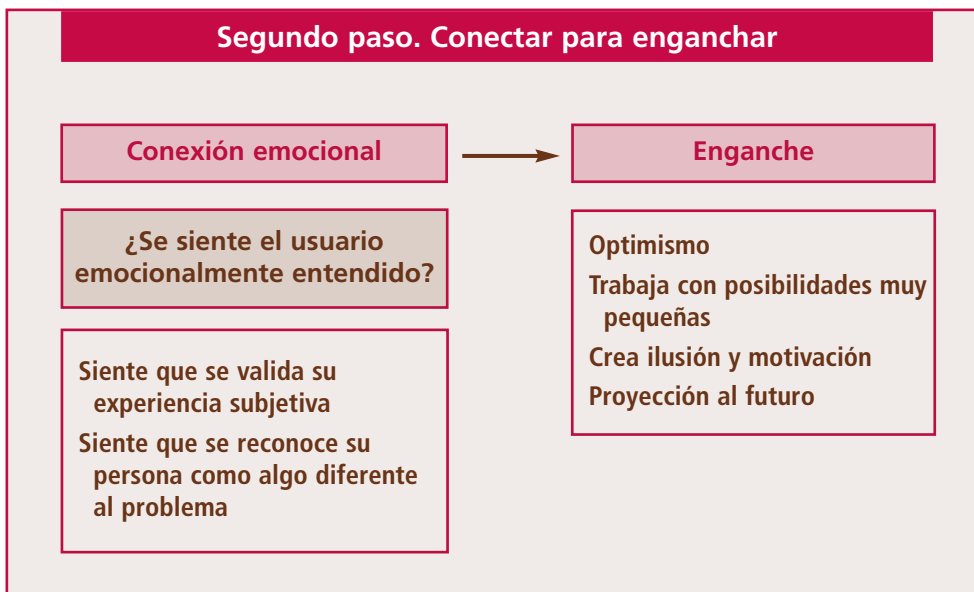 Segundo paso. Conectar para enganchar
Conexión emocional
Enganche
¿Se siente el usuario
emocionalmente entendido?
Siente que se valida su
experiencia subjetiva
Siente que se reconoce su
persona como algo diferente
al problema
Optimismo
Trabaja con posibilidades muy
pequeñas
Crea ilusión y motivación
Proyección al futuro